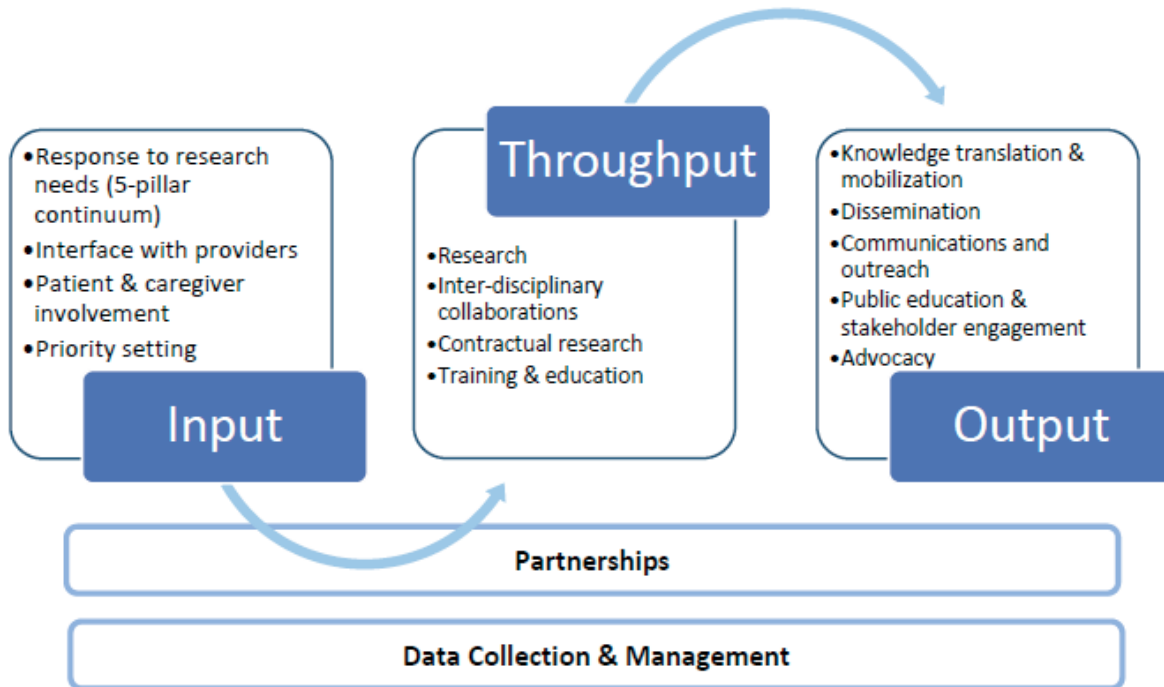 •Response to research
needs (5-pillar
continuum)
•Interface with providers
•Patient & caregiver
involvement
•Priority setting
Input
Throughput
•Research
•Inter-disciplinary
collaborations
•Contractual research
•Training & education
•Knowledge translation &
mobilization
•Dissemination
•Communications and
outreach
•Public education &
stakeholder engagement
•Advocacy
Output
Partnerships
Data Collection & Management